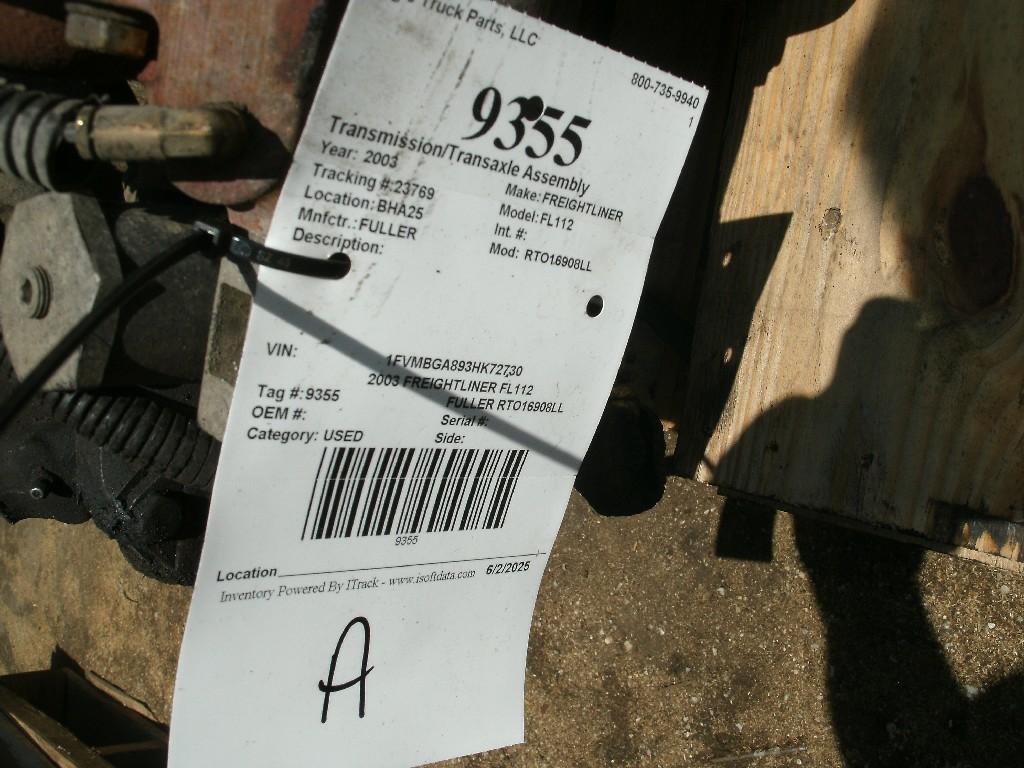 Truck Parts, LLC
800-735-9940
1
9355
Transmission/Transaxle Assembly
Year: 2003 Make: FREIGHTLINER
Tracking #:23769 Model: FL112
Location: BHA25 Int. #:
Mnfctr.: FULLER Mod: RTO16908LL
Description:
VIN: 1FVMBGA893HK72730
2003 FREIGHTLINER FL112
Tag #:9355 FULLER RTO16908LL
OEM #: Serial #:
Category: USED Side:
9355
Location 6/2/2025
Inventory Powered By ITrack - www.isoftdata.com
A